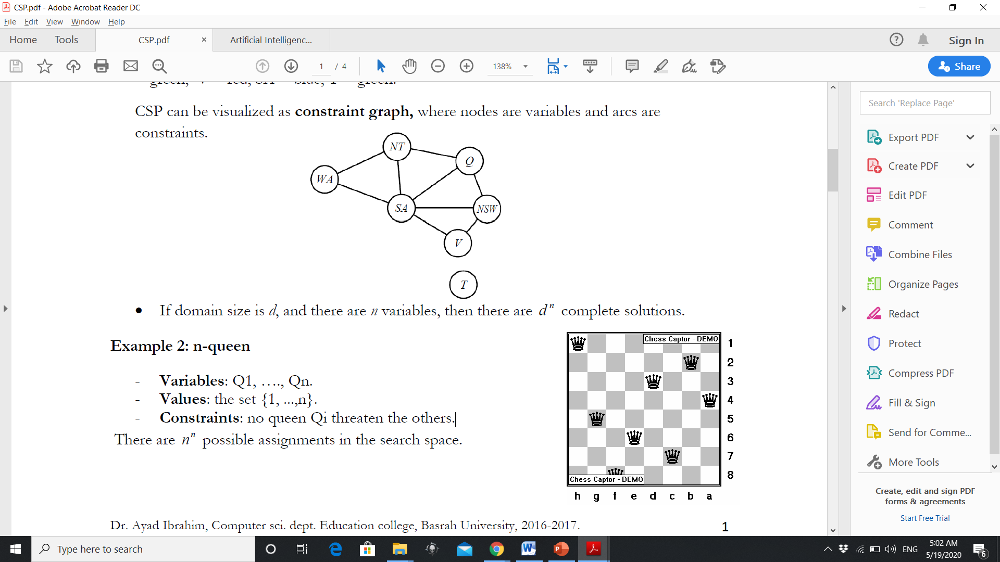 CSP.pdf - Adobe Acrobat Reader DC
File Edit View Window Help
Home Tools CSP.pdf × Artificial Intelligenc... Sign In
1 / 4 138% Share
green, V red, SA blue, T green.
CSP can be visualized as constraint graph, where nodes are variables and arcs are
constraints.
NT
Q
WA
SA
NSW
V
T
• If domain size is d, and there are n variables, then there are dⁿ complete solutions.
Example 2: n-queen
- Variables: Q1, …., Qn.
- Values: the set {1, ...,n}.
- Constraints: no queen Qi threaten the others.
There are nⁿ possible assignments in the search space.
Chess Captor - DEMO
1
2
3
4
5
6
7
8
Chess Captor - DEMO
h g f e d c b a
Dr. Ayad Ibrahim, Computer sci. dept. Education college, Basrah University, 2016-2017. 1
Search 'Replace Page'
Export PDF
Create PDF
Edit PDF
Comment
Combine Files
Organize Pages
Redact
Protect
Compress PDF
Fill & Sign
Send for Comme...
More Tools
Create, edit and sign PDF
forms & agreements
Start Free Trial
Type here to search
ENG
5:02 AM
5/19/2020
6